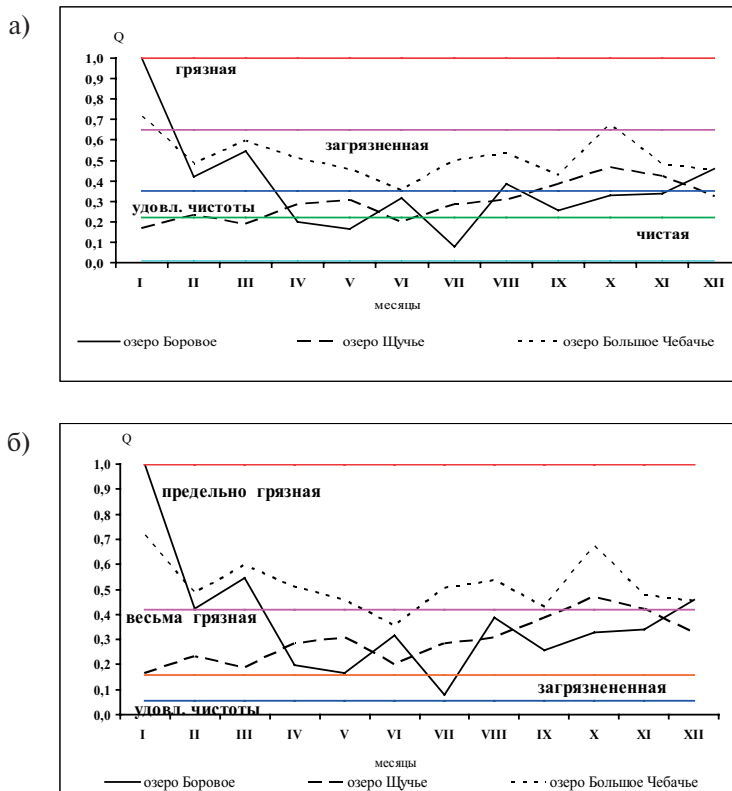 а)
Q
1,0
грязная
0,9
0,8
0,7
0,6
загрязненная
0,5
0,4
0,3
удовл. чистоты
0,2
чистая
0,1
0,0
I II III IV V VI VII VIII IX X XI XII
месяцы
озеро Боровое озеро Щучье озеро Большое Чебачье
б)
Q
1,0
предельно грязная
0,9
0,8
0,7
0,6
0,5
0,4
весьма грязная
0,3
0,2
0,1
загрязнененная
удовл. чистоты
0,0
I II III IV V VI VII VIII IX X XI XII
месяцы
озеро Боровое озеро Щучье озеро Большое Чебачье